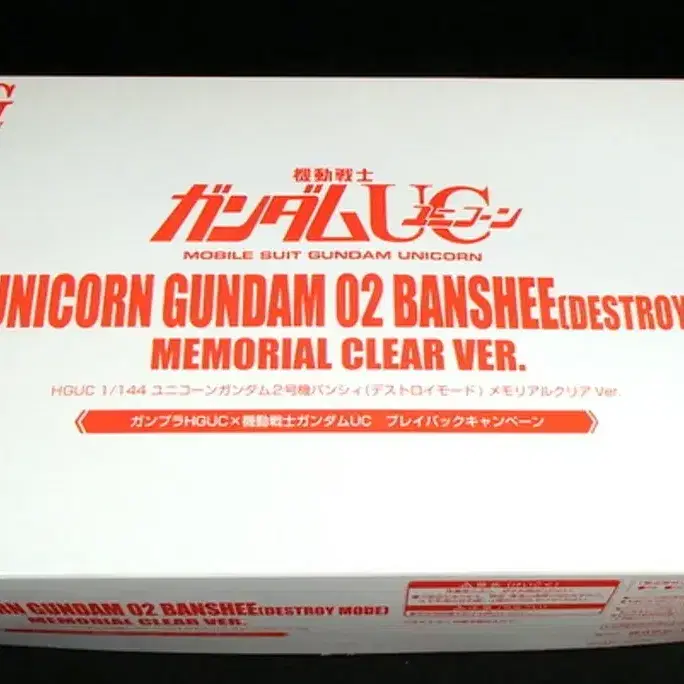 機動戦士
ガンダムUC
ユニコーン
MOBILE SUIT GUNDAM UNICORN
UNICORN GUNDAM 02 BANSHEE(DESTROY
MEMORIAL CLEAR VER.
HGUC 1/144 ユニコーンガンダム2号機バンシィ(デストロイモード) メモリアルクリアVer.
ガンプラHGUC×機動戦士ガンダムUC プレイバックキャンペーン
RN GUNDAM 02 BANSHEE(DESTROY MODE)
MEMORIAL CLEAR VER.